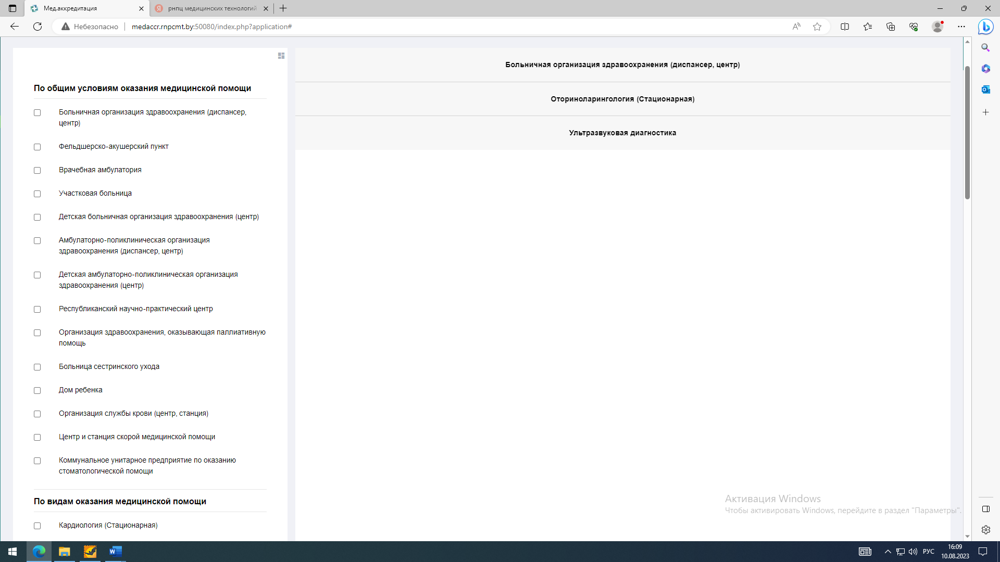 Мед.аккредитация
рнпц медицинских технологий
Небезопасно
medaccr.rnpcmt.by:50080/index.php?application#
По общим условиям оказания медицинской помощи
Больничная организация здравоохранения (диспансер,
центр)
Фельдшерско-акушерский пункт
Врачебная амбулатория
Участковая больница
Детская больничная организация здравоохранения (центр)
Амбулаторно-поликлиническая организация
здравоохранения (диспансер, центр)
Детская амбулаторно-поликлиническая организация
здравоохранения (центр)
Республиканский научно-практический центр
Организация здравоохранения, оказывающая паллиативную
помощь
Больница сестринского ухода
Дом ребенка
Организация службы крови (центр, станция)
Центр и станция скорой медицинской помощи
Коммунальное унитарное предприятие по оказанию
стоматологической помощи
По видам оказания медицинской помощи
Кардиология (Стационарная)
Больничная организация здравоохранения (диспансер, центр)
Оториноларингология (Стационарная)
Ультразвуковая диагностика
Активация Windows
Чтобы активировать Windows, перейдите в раздел "Параметры".
РУС
16:09
10.08.2023